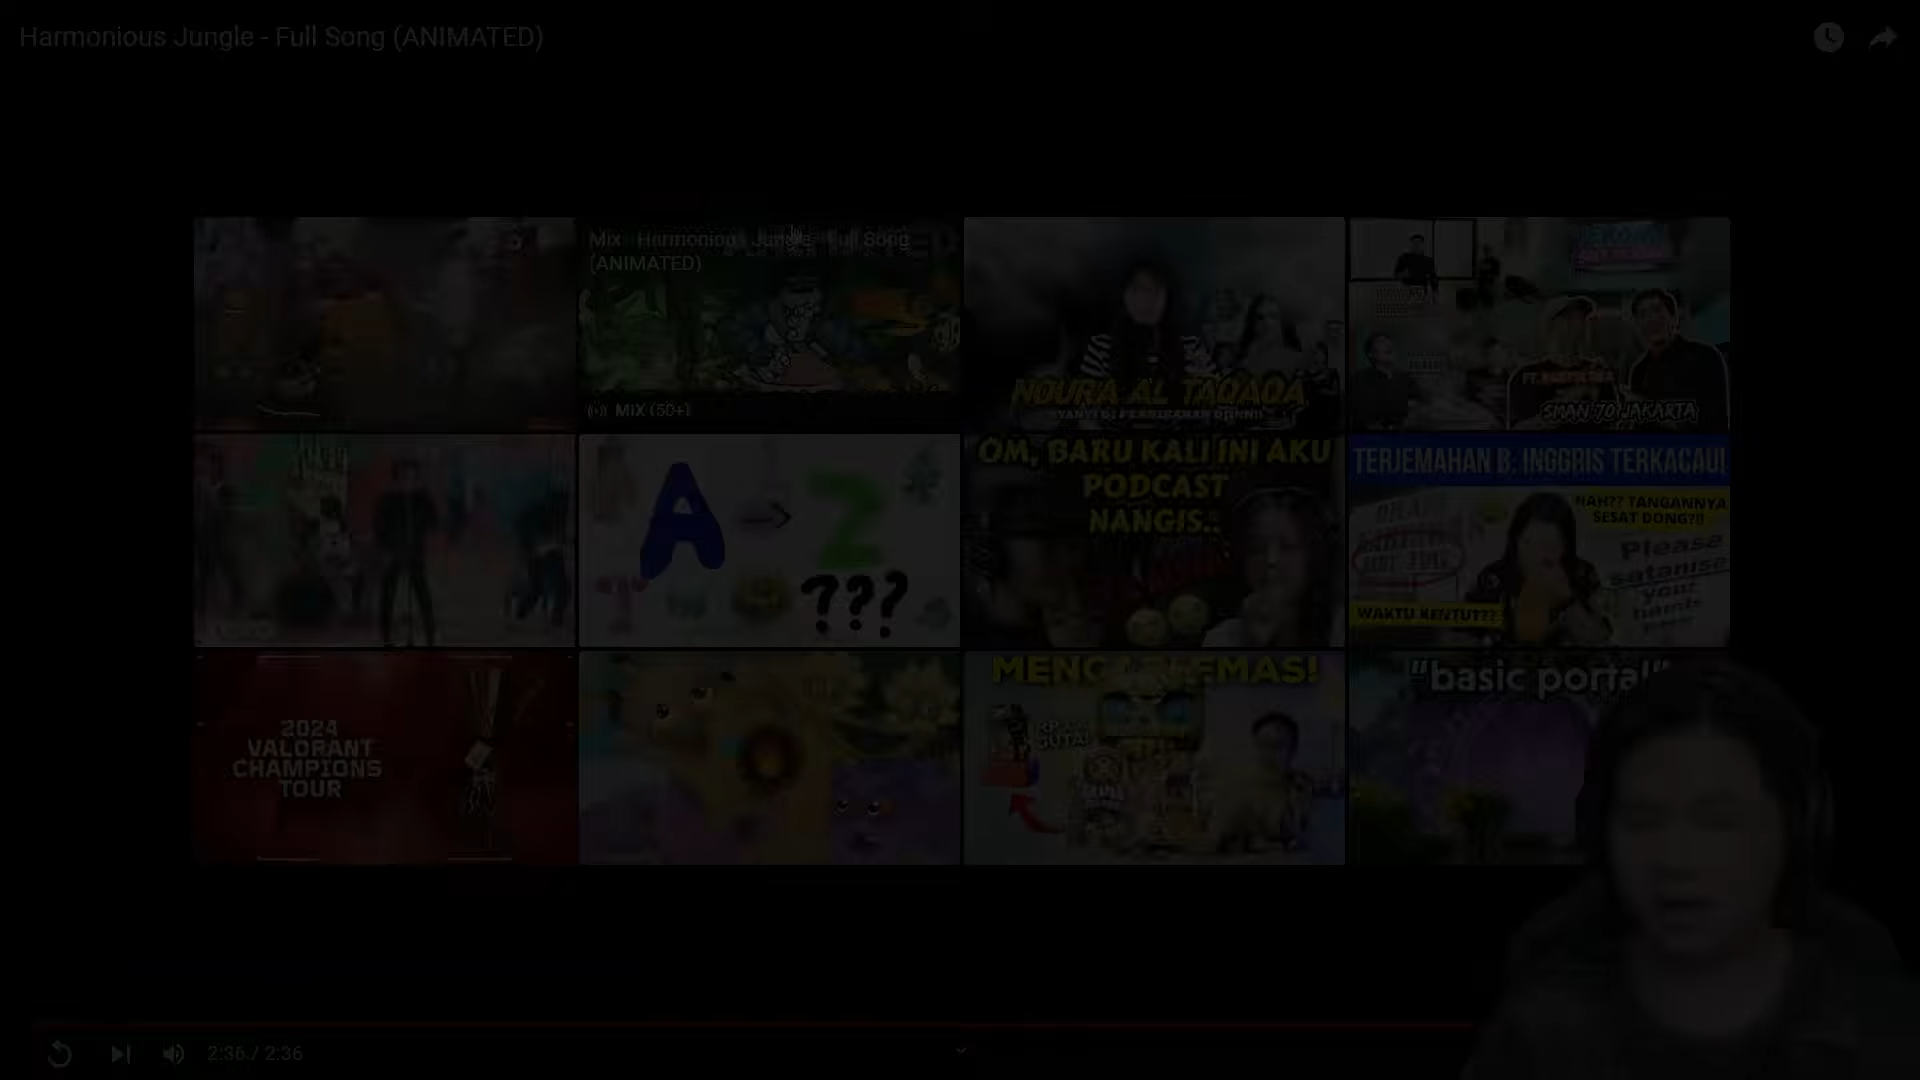 Harmonious Jungle - Full Song (ANIMATED)
Mix - Harmonious Jungle - Full Song
(ANIMATED)
MIX (50+)
NOURA AL TAQAQA
SMAN 70 JAKARTA
A
Z
???
OM, BARU KALI INI AKU
PODCAST
NANGIS..
TERJEMAHAN B. INGGRIS TERKACAU!
NAH?? TANGANNYA
SESAT DONG?!!
Please
satanise
your
WAKTU KENTUT???
2024
VALORANT
CHAMPIONS
TOUR
EMAS!
"basic portal"
2:36 / 2:36